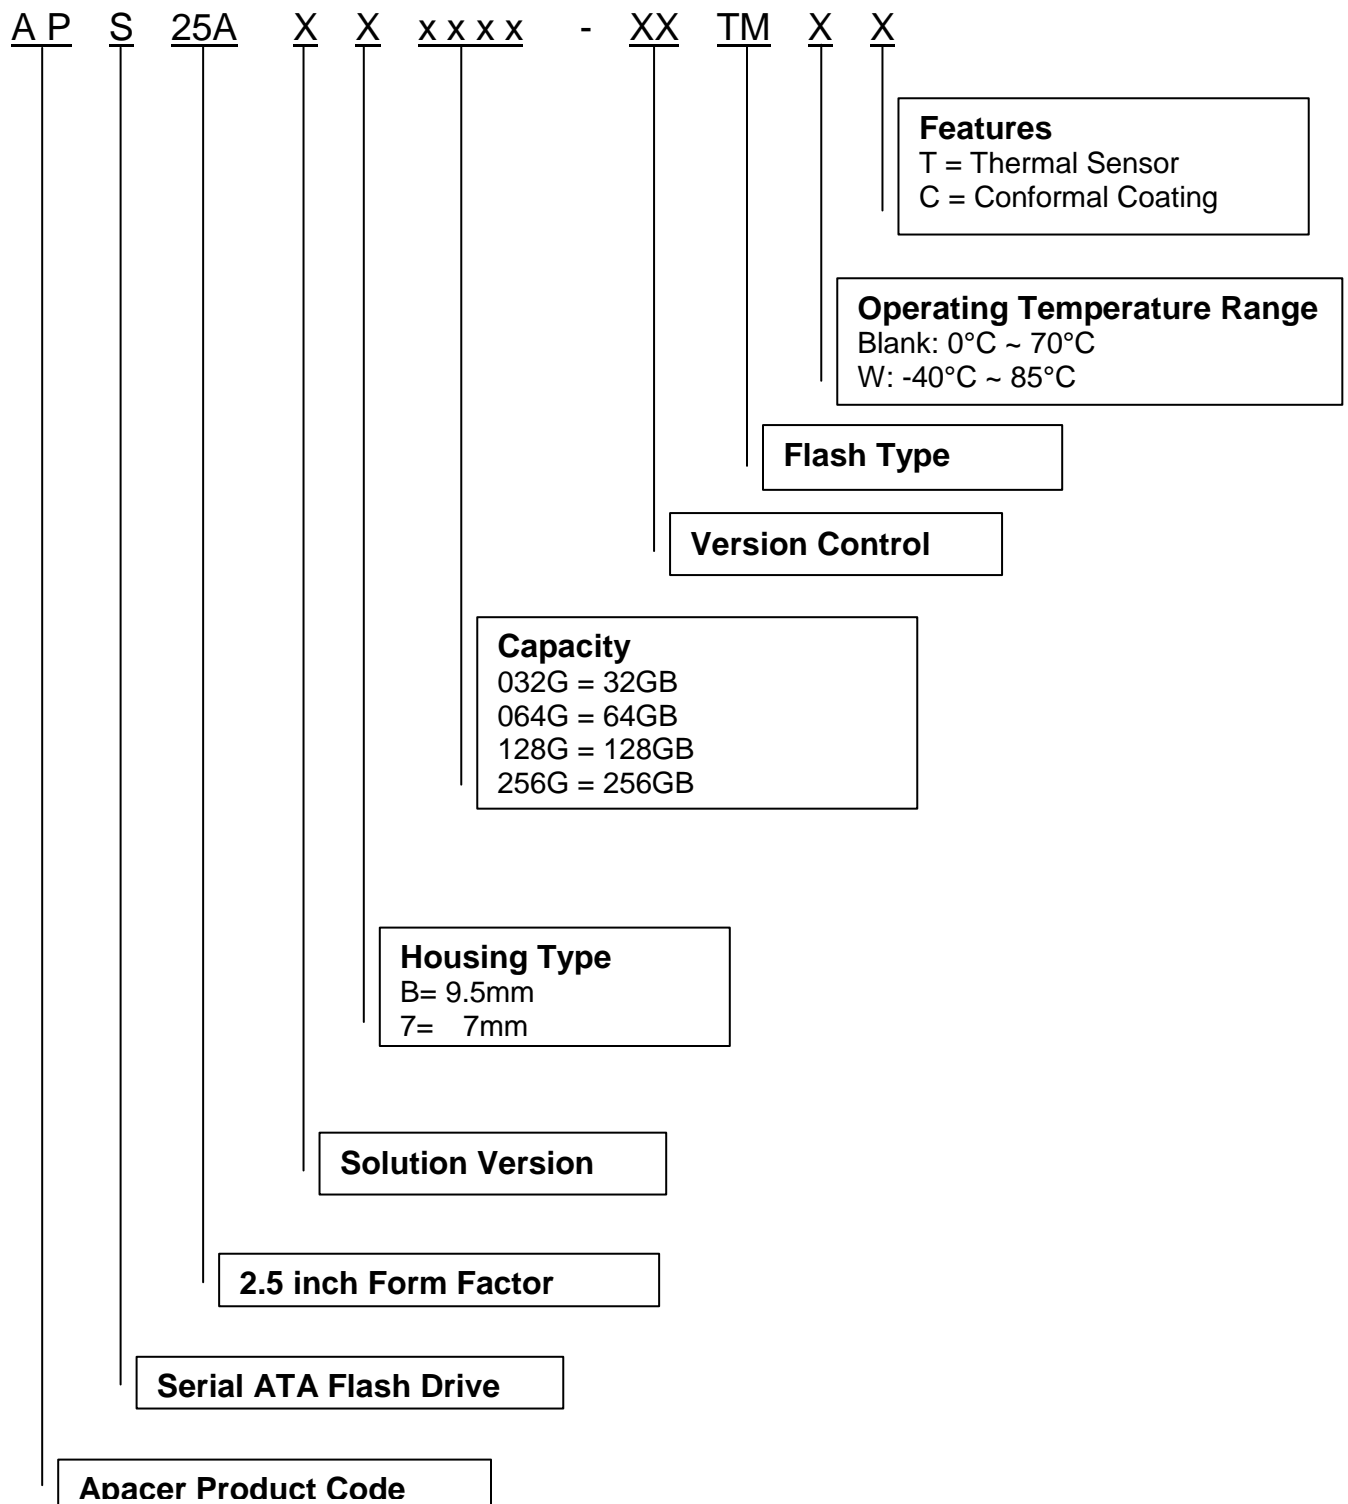 A P S 25A X X x x x x - XX TM X X
Features
T = Thermal Sensor
C = Conformal Coating
Operating Temperature Range
Blank: 0°C ~ 70°C
W: -40°C ~ 85°C
Flash Type
Version Control
Capacity
032G = 32GB
064G = 64GB
128G = 128GB
256G = 256GB
Housing Type
B= 9.5mm
7= 7mm
Solution Version
2.5 inch Form Factor
Serial ATA Flash Drive
Apacer Product Code